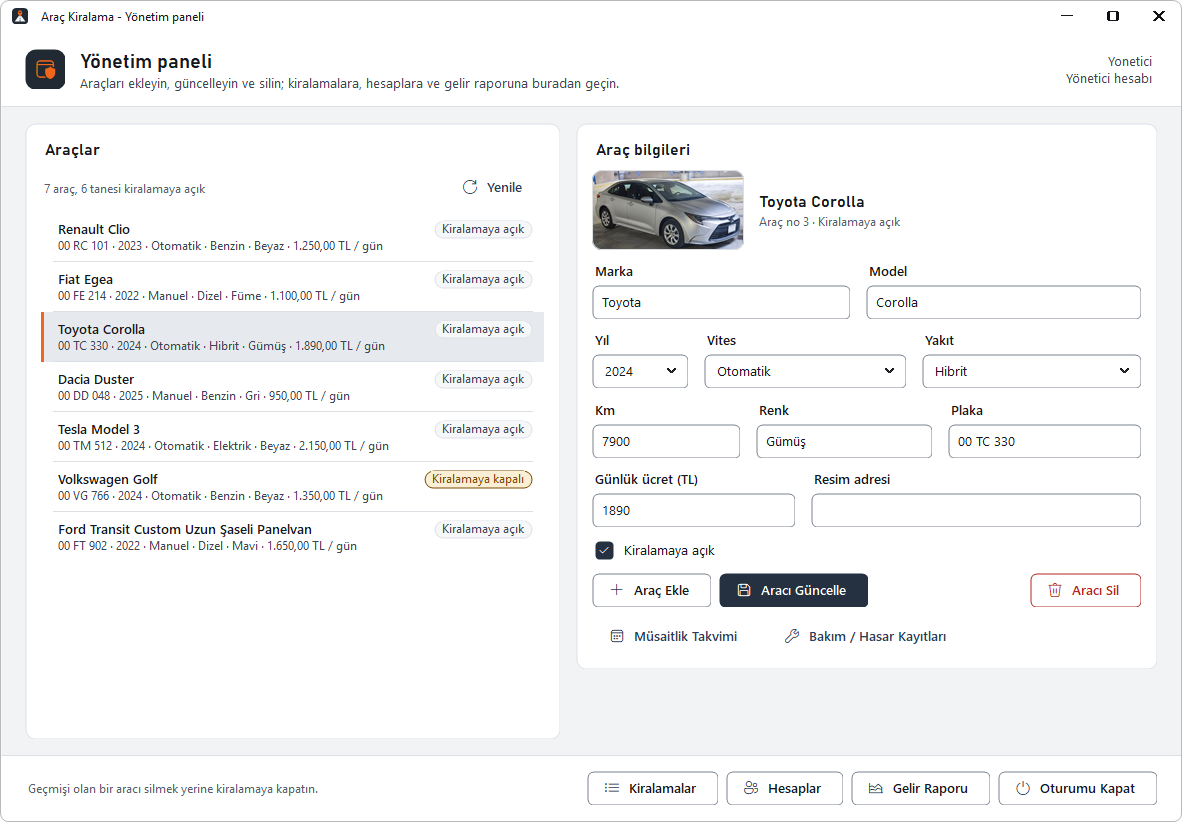 Araç Kiralama - Yönetim paneli
Yönetim paneli
Araçları ekleyin, güncelleyin ve silin; kiralamalara, hesaplara ve gelir raporuna buradan geçin.
Yonetici
Yönetici hesabı
Araçlar
7 araç, 6 tanesi kiralamaya açık
Yenile
Renault Clio
Kiralamaya açık
00 RC 101 · 2023 · Otomatik · Benzin · Beyaz · 1.250,00 TL / gün
Fiat Egea
Kiralamaya açık
00 FE 214 · 2022 · Manuel · Dizel · Füme · 1.100,00 TL / gün
Toyota Corolla
Kiralamaya açık
00 TC 330 · 2024 · Otomatik · Hibrit · Gümüş · 1.890,00 TL / gün
Dacia Duster
Kiralamaya açık
00 DD 048 · 2025 · Manuel · Benzin · Gri · 950,00 TL / gün
Tesla Model 3
Kiralamaya açık
00 TM 512 · 2024 · Otomatik · Elektrik · Beyaz · 2.150,00 TL / gün
Volkswagen Golf
Kiralamaya kapalı
00 VG 766 · 2024 · Otomatik · Benzin · Beyaz · 1.350,00 TL / gün
Ford Transit Custom Uzun Şaseli Panelvan
Kiralamaya açık
00 FT 902 · 2022 · Manuel · Dizel · Mavi · 1.650,00 TL / gün
Araç bilgileri
Toyota Corolla
Araç no 3 · Kiralamaya açık
Marka Model
Toyota Corolla
Yıl Vites Yakıt
2024 Otomatik Hibrit
Km Renk Plaka
7900 Gümüş 00 TC 330
Günlük ücret (TL) Resim adresi
1890
Kiralamaya açık
Araç Ekle Aracı Güncelle Aracı Sil
Müsaitlik Takvimi Bakım / Hasar Kayıtları
Geçmişi olan bir aracı silmek yerine kiralamaya kapatın.
Kiralamalar Hesaplar Gelir Raporu Oturumu Kapat